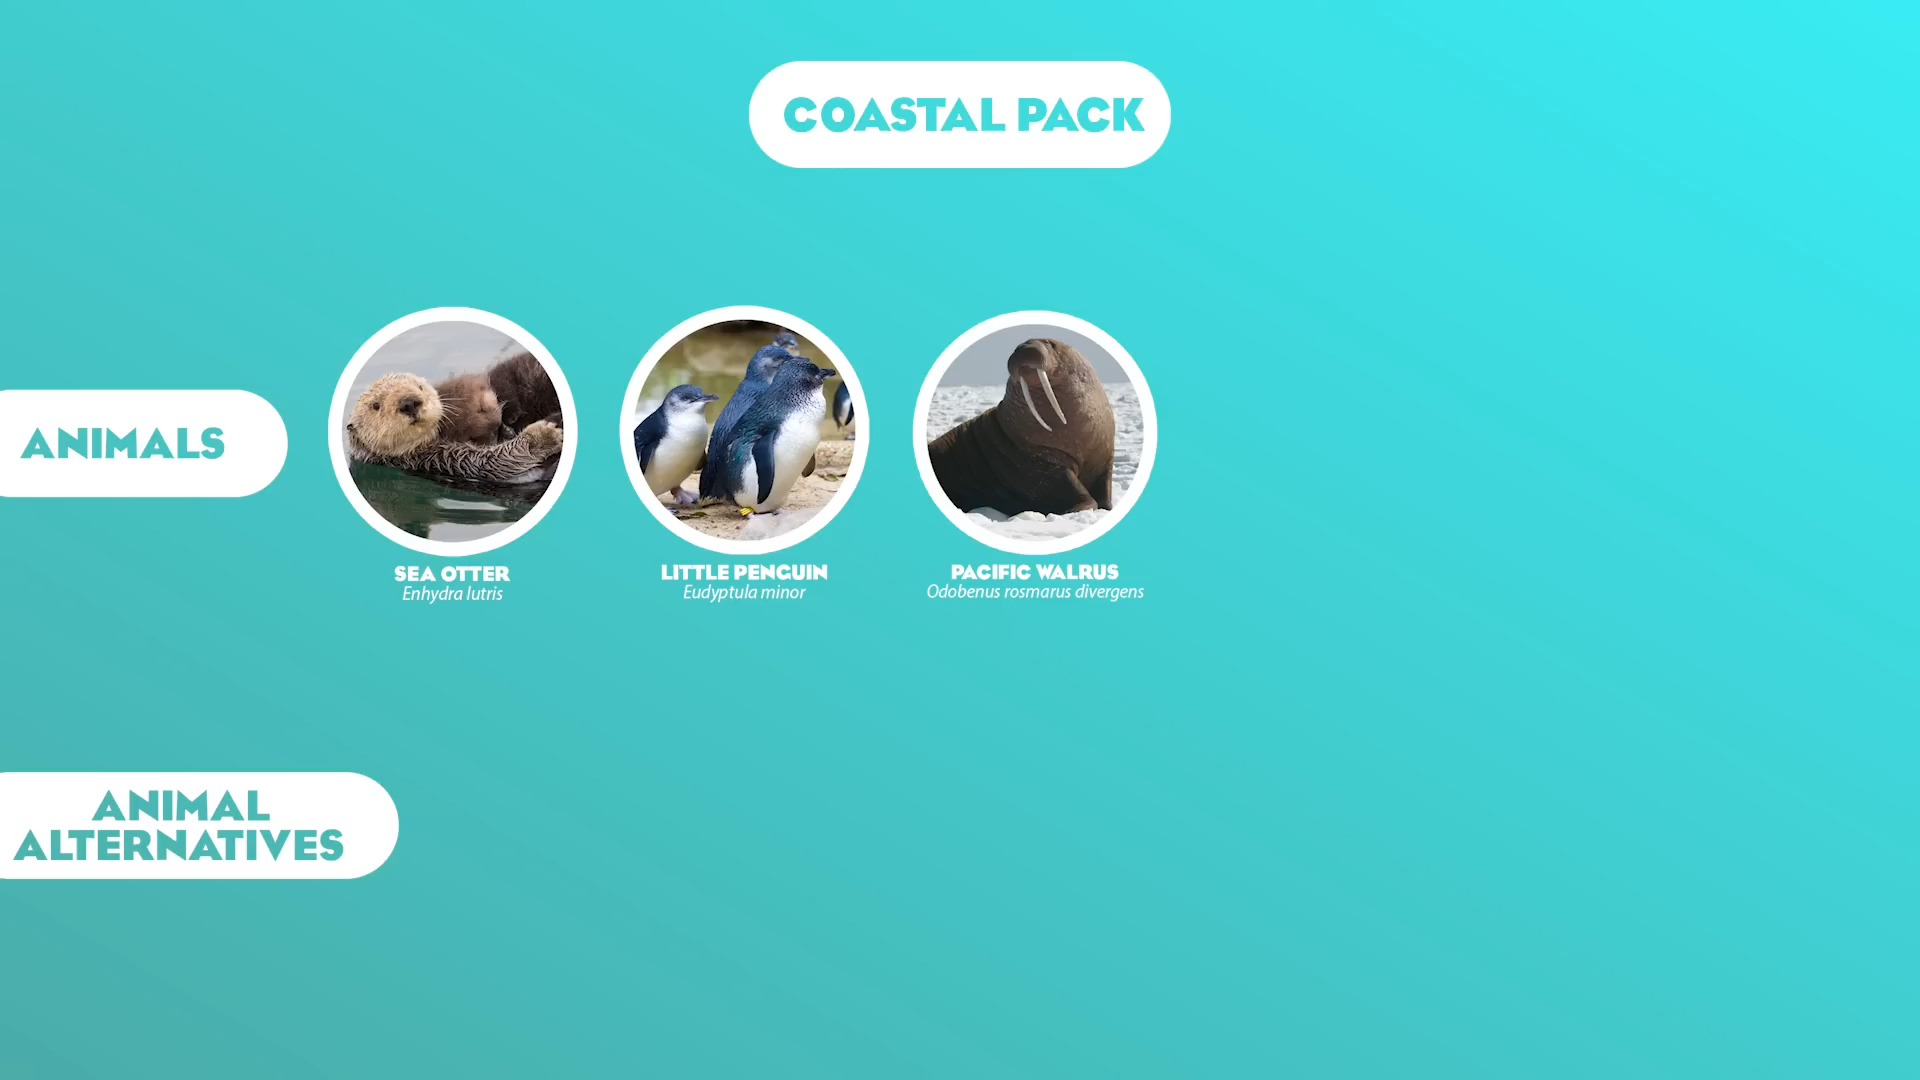 COASTAL PACK
ANIMALS
SEA OTTER
Enhydra lutris
LITTLE PENGUIN
Eudyptula minor
PACIFIC WALRUS
Odobenus rosmarus divergens
ANIMAL
ALTERNATIVES